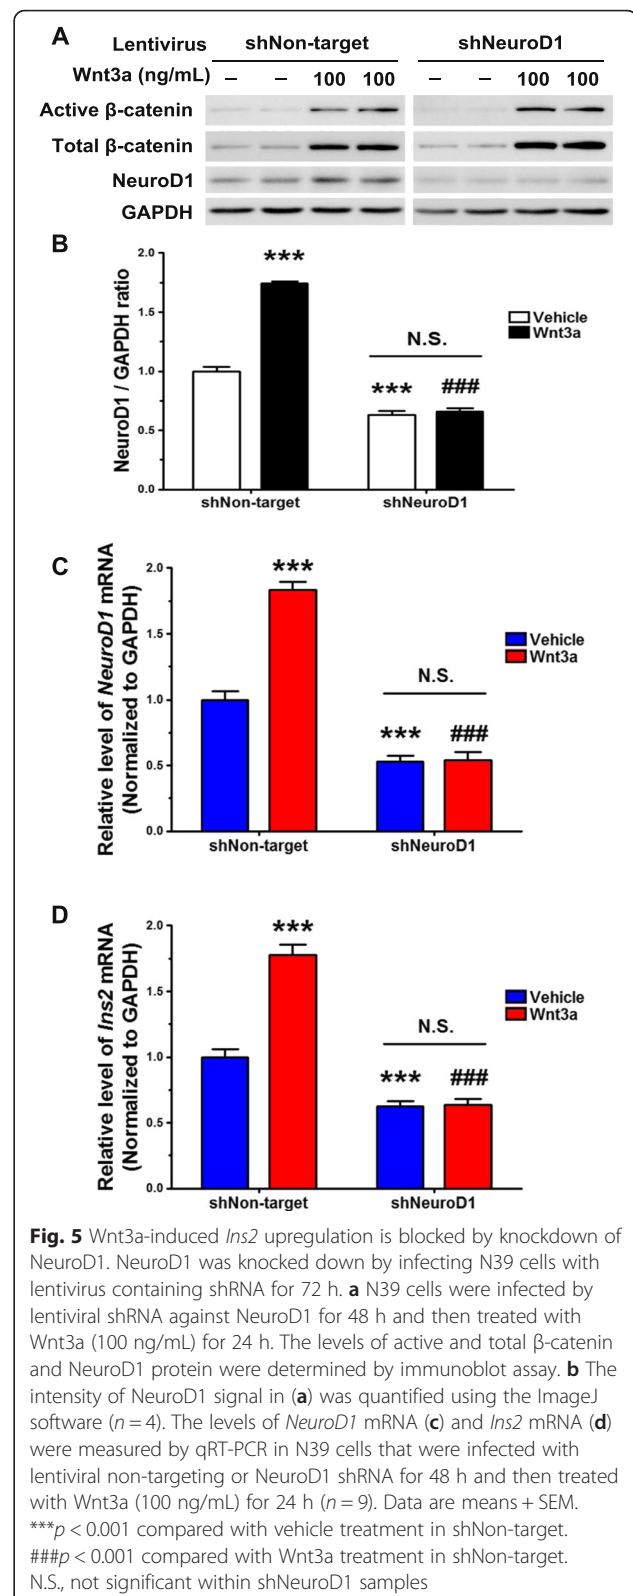 A
Lentivirus shNon-target shNeuroD1
Wnt3a (ng/mL) – – 100 100 – – 100 100
Active β-catenin
Total β-catenin
NeuroD1
GAPDH
B
NeuroD1 / GAPDH ratio
2.0
1.5
1.0
0.5
0.0
***
N.S.
*** ###
Vehicle
Wnt3a
shNon-target shNeuroD1
C
Relative level of NeuroD1 mRNA
(Normalized to GAPDH)
2.0
1.5
1.0
0.5
0.0
***
N.S.
*** ###
Vehicle
Wnt3a
shNon-target shNeuroD1
D
Relative level of Ins2 mRNA
(Normalized to GAPDH)
2.0
1.5
1.0
0.5
0.0
***
N.S.
*** ###
Vehicle
Wnt3a
shNon-target shNeuroD1
Fig. 5 Wnt3a-induced Ins2 upregulation is blocked by knockdown of
NeuroD1. NeuroD1 was knocked down by infecting N39 cells with
lentivirus containing shRNA for 72 h. a N39 cells were infected by
lentiviral shRNA against NeuroD1 for 48 h and then treated with
Wnt3a (100 ng/mL) for 24 h. The levels of active and total β-catenin
and NeuroD1 protein were determined by immunoblot assay. b The
intensity of NeuroD1 signal in (a) was quantified using the ImageJ
software (n = 4). The levels of NeuroD1 mRNA (c) and Ins2 mRNA (d)
were measured by qRT-PCR in N39 cells that were infected with
lentiviral non-targeting or NeuroD1 shRNA for 48 h and then treated
with Wnt3a (100 ng/mL) for 24 h (n = 9). Data are means + SEM.
***p < 0.001 compared with vehicle treatment in shNon-target.
###p < 0.001 compared with Wnt3a treatment in shNon-target.
N.S., not significant within shNeuroD1 samples